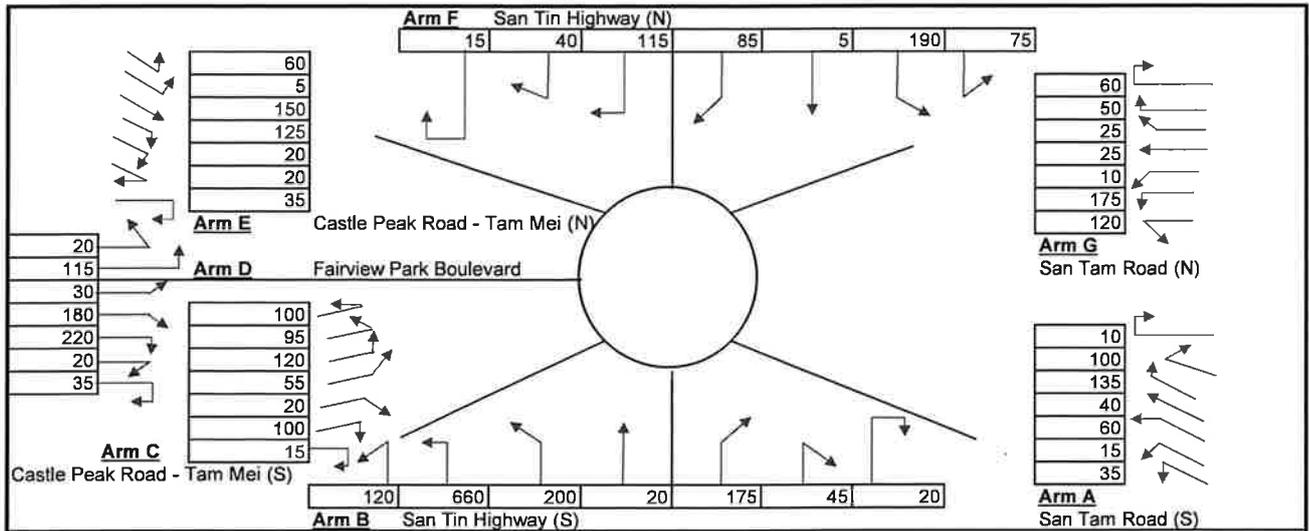 Arm F San Tin Highway (N)
15 40 115 85 5 190 75
60
5
150
125
20
20
35
Arm E Castle Peak Road - Tam Mei (N)
60
50
25
25
10
175
120
Arm G
San Tam Road (N)
20
115
30
180
220
20
35
Arm D Fairview Park Boulevard
100
95
120
55
20
100
15
Arm C
Castle Peak Road - Tam Mei (S)
10
100
135
40
60
15
35
Arm A
San Tam Road (S)
120 660 200 20 175 45 20
Arm B San Tin Highway (S)